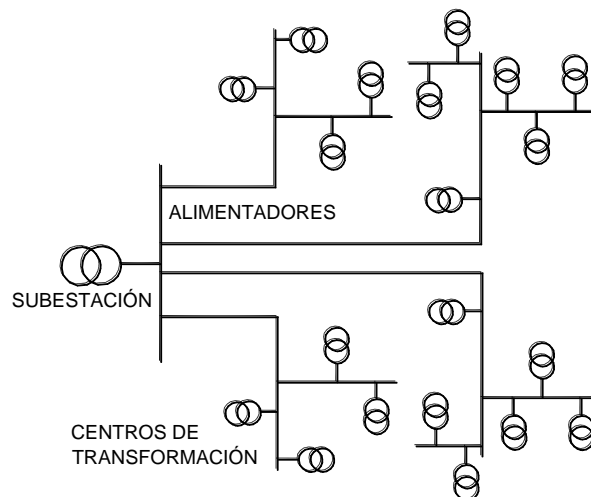 ALIMENTADORES
SUBESTACIÓN
CENTROS DE
TRANSFORMACIÓN